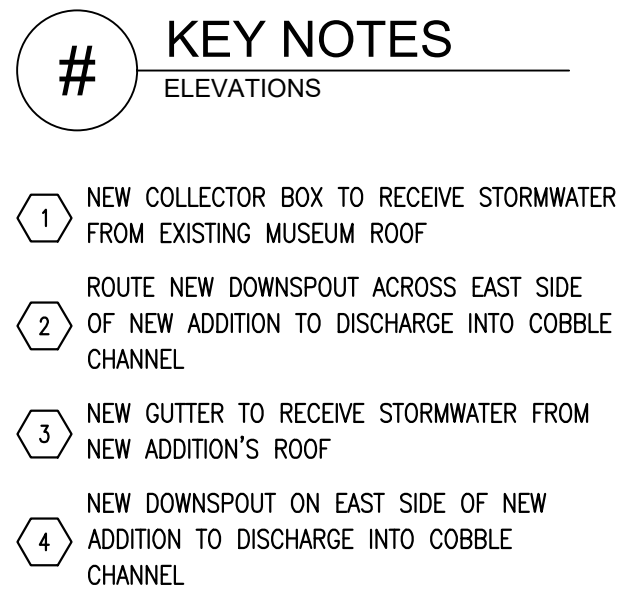 #
KEY NOTES
ELEVATIONS
1
NEW COLLECTOR BOX TO RECEIVE STORMWATER
FROM EXISTING MUSEUM ROOF
2
ROUTE NEW DOWNSPOUT ACROSS EAST SIDE
OF NEW ADDITION TO DISCHARGE INTO COBBLE
CHANNEL
3
NEW GUTTER TO RECEIVE STORMWATER FROM
NEW ADDITION'S ROOF
4
NEW DOWNSPOUT ON EAST SIDE OF NEW
ADDITION TO DISCHARGE INTO COBBLE
CHANNEL